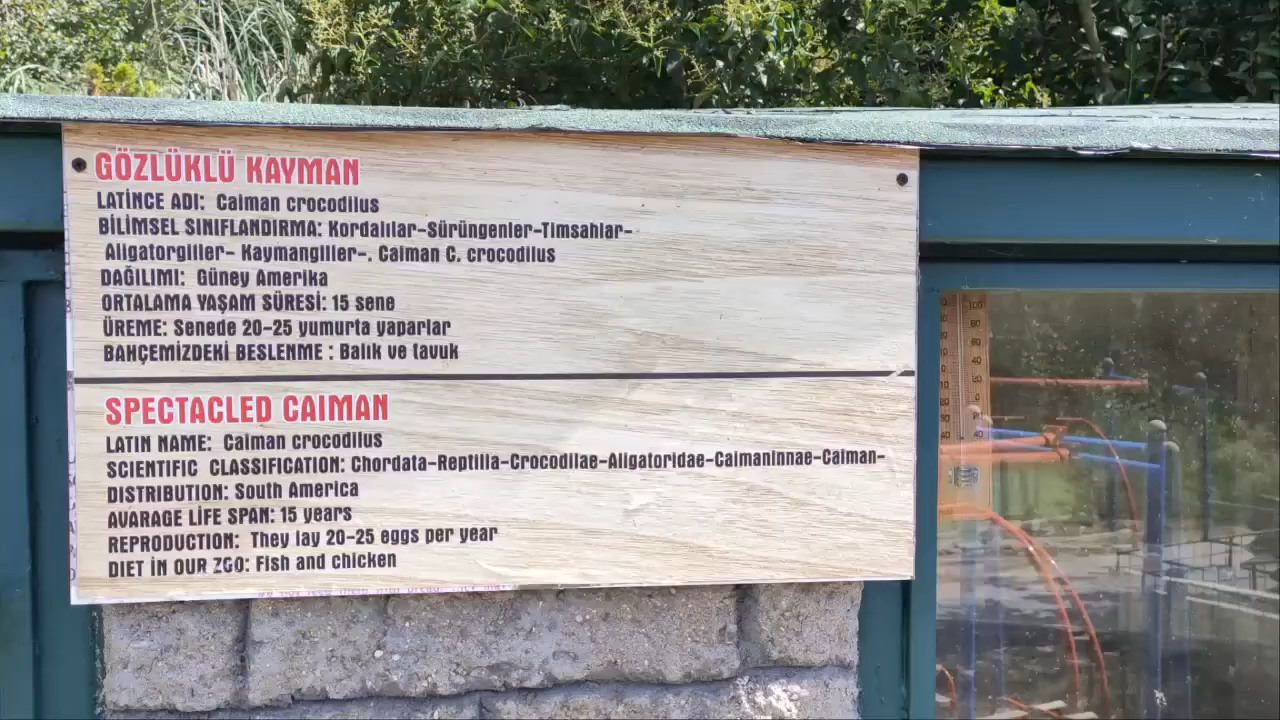 GÖZLÜKLÜ KAYMAN
LATİNCE ADI: Caiman crocodilus
BİLİMSEL SINIFLANDIRMA: Kordalılar-Sürüngenler-Timsahlar-
Aligatorgiller- Kaymangiller-. Caiman C. crocodilus
DAĞILIMI: Güney Amerika
ORTALAMA YAŞAM SÜRESİ: 15 sene
ÜREME: Senede 20-25 yumurta yaparlar
BAHÇEMİZDEKİ BESLENME : Balık ve tavuk
SPECTACLED CAIMAN
LATIN NAME: Caiman crocodilus
SCIENTIFIC CLASSIFICATION: Chordata-Reptilia-Crocodilae-Aligatoridae-Caimaninnae-Caiman-
DISTRIBUTION: South America
AVARAGE LİFE SPAN: 15 years
REPRODUCTION: They lay 20-25 eggs per year
DIET İN OUR ZOO: Fish and chicken